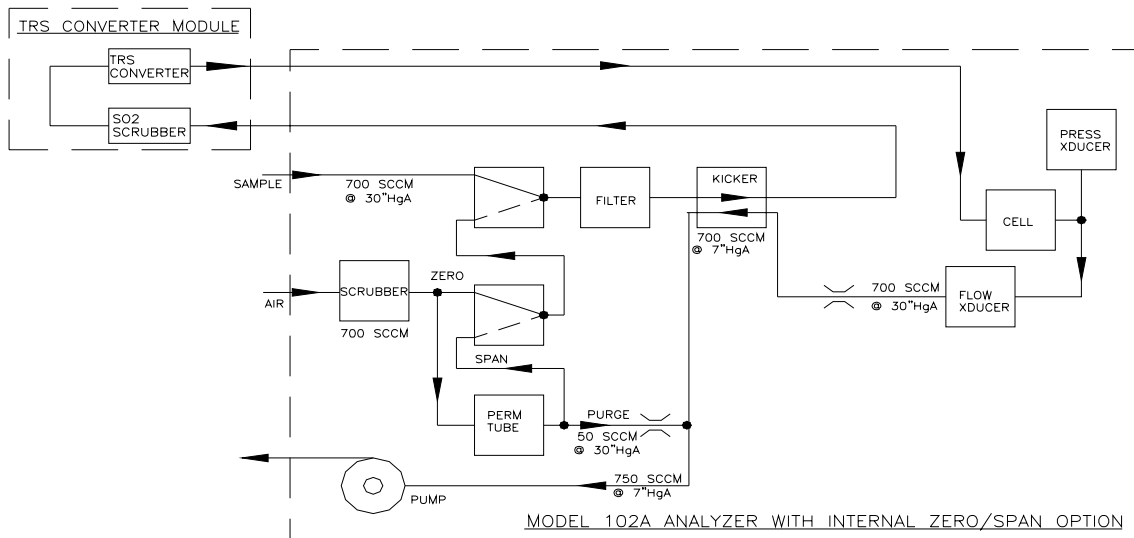 TRS CONVERTER MODULE
TRS
CONVERTER
SO2
SCRUBBER
PRESS
XDUCER
SAMPLE
700 SCCM
@ 30"HgA
FILTER
KICKER
700 SCCM
@ 7"HgA
CELL
AIR
SCRUBBER
700 SCCM
ZERO
SPAN
700 SCCM
@ 30"HgA
FLOW
XDUCER
PERM
TUBE
PURGE
50 SCCM
@ 30"HgA
750 SCCM
@ 7"HgA
PUMP
MODEL 102A ANALYZER WITH INTERNAL ZERO/SPAN OPTION